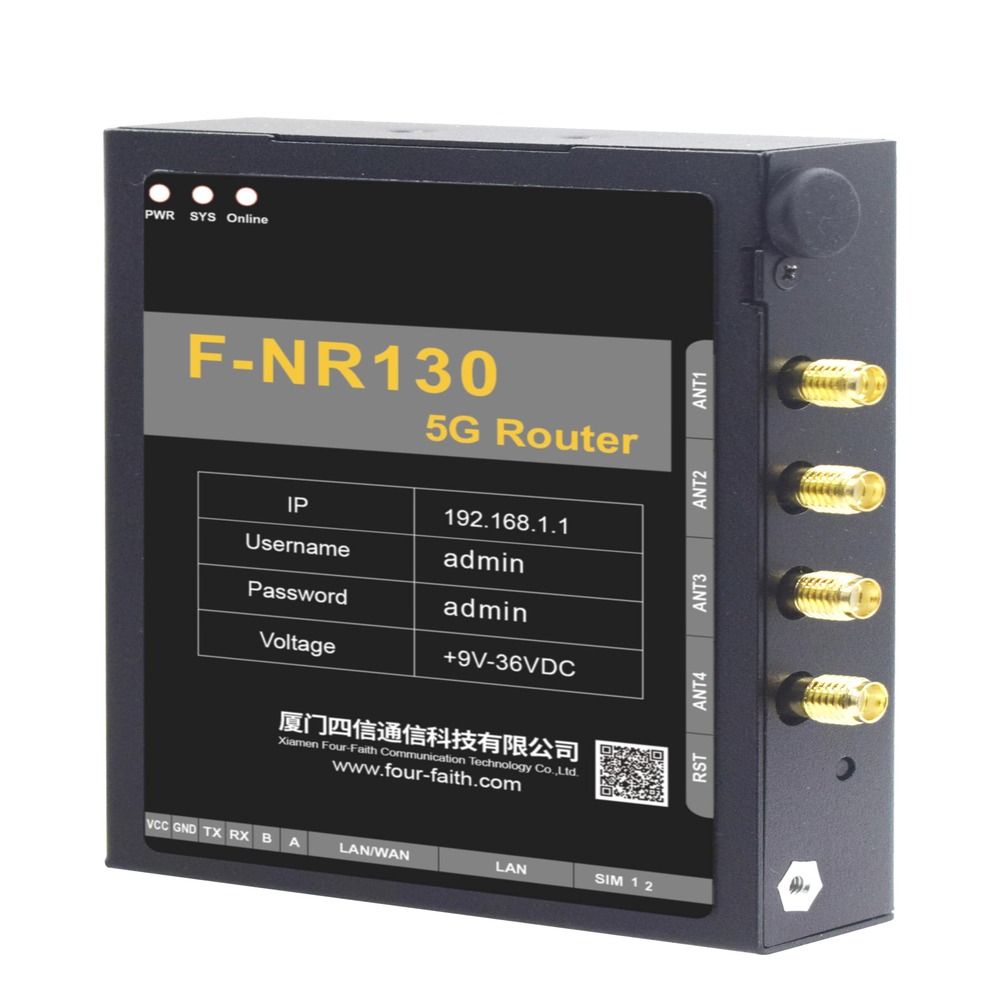 PWR SYS Online
F-NR130
5G Router
IP 192.168.1.1
Username admin
Password admin
Voltage +9V-36VDC
厦门四信通信科技有限公司
Xiamen Four-Faith Communication Technology Co.,Ltd.
www.four-faith.com
VCC GND TX RX B A LAN/WAN LAN SIM 1 2
ANT1
ANT2
ANT3
ANT4
RST